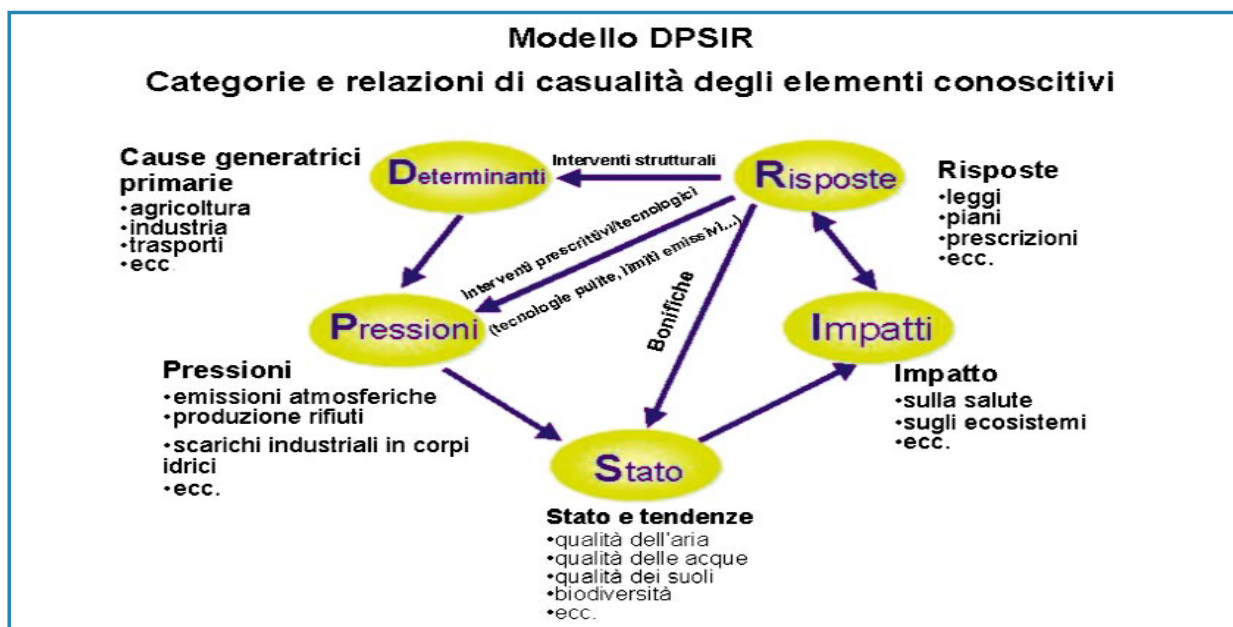 Modello DPSIR
Categorie e relazioni di casualità degli elementi conoscitivi
Cause generatrici
primarie
•agricoltura
•industria
•trasporti
•ecc.
Determinanti
Interventi strutturali
Risposte
Risposte
•leggi
•piani
•prescrizioni
•ecc.
Interventi prescrittivi/tecnologici
(tecnologie pulite, limiti emissivi...)
Bonifiche
Pressioni
Impatti
Pressioni
•emissioni atmosferiche
•produzione rifiuti
•scarichi industriali in corpi
idrici
•ecc.
Impatto
•sulla salute
•sugli ecosistemi
•ecc.
Stato
Stato e tendenze
•qualità dell'aria
•qualità delle acque
•qualità dei suoli
•biodiversità
•ecc.